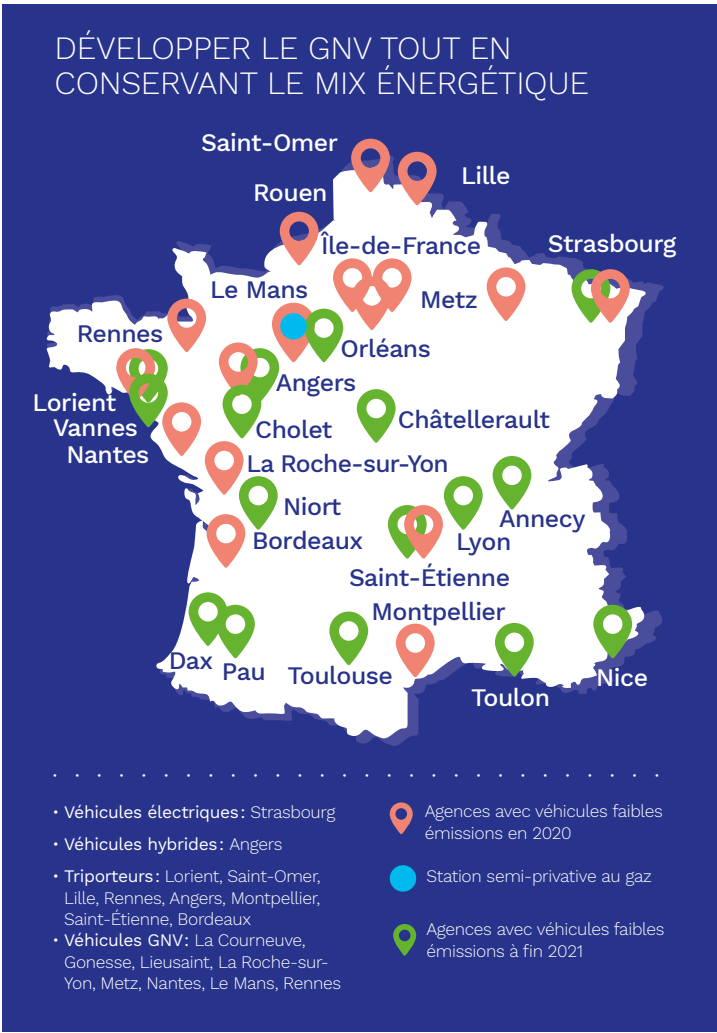 DÉVELOPPER LE GNV TOUT EN
CONSERVANT LE MIX ÉNERGÉTIQUE
Saint-Omer
Lille
Rouen
Île-de-France
Strasbourg
Le Mans
Metz
Rennes
Orléans
Angers
Lorient
Vannes
Nantes
Cholet
Châtellerault
La Roche-sur-Yon
Niort
Annecy
Bordeaux
Lyon
Saint-Étienne
Montpellier
Dax
Pau
Toulouse
Toulon
Nice
• Véhicules électriques : Strasbourg
• Véhicules hybrides : Angers
• Triporteurs : Lorient, Saint-Omer,
Lille, Rennes, Angers, Montpellier,
Saint-Étienne, Bordeaux
• Véhicules GNV : La Courneuve,
Gonesse, Lieusaint, La Roche-sur-
Yon, Metz, Nantes, Le Mans, Rennes
Agences avec véhicules faibles
émissions en 2020
Station semi-privative au gaz
Agences avec véhicules faibles
émissions à fin 2021